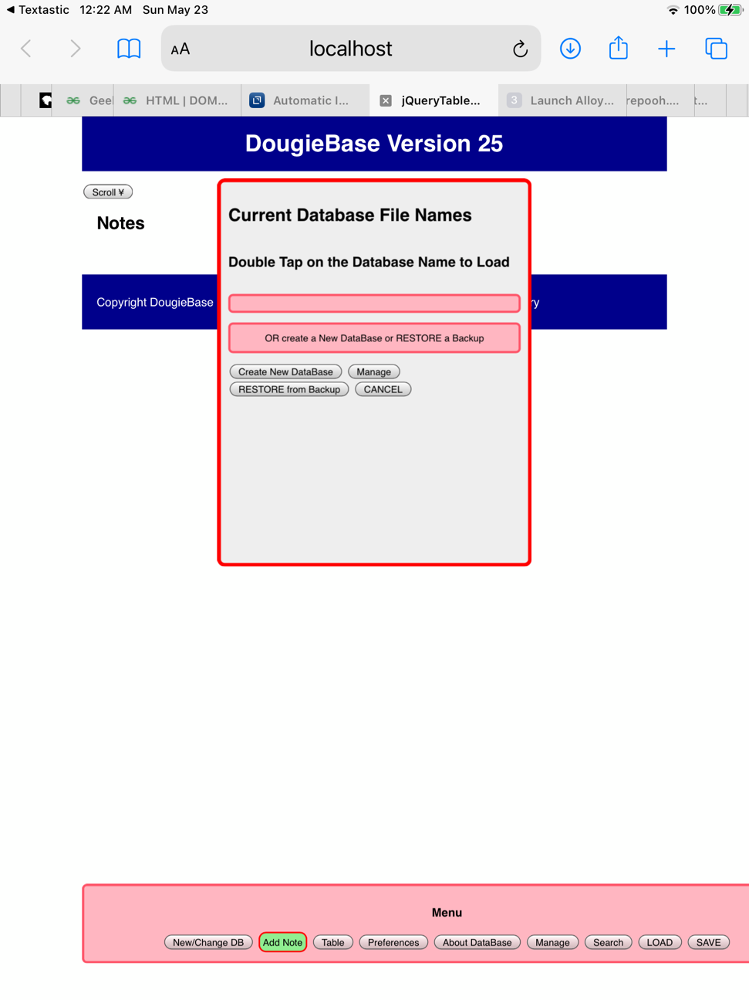 Textastic 12:22 AM Sun May 23 100%
AA localhost
Geel HTML | DOM... Automatic I... jQueryTable... 3 Launch Alloy... repooh.... t...
DougieBase Version 25
Scroll ¥
Notes
Current Database File Names
Double Tap on the Database Name to Load
Copyright DougieBase ry
OR create a New DataBase or RESTORE a Backup
Create New DataBase Manage
RESTORE from Backup CANCEL
Menu
New/Change DB Add Note Table Preferences About DataBase Manage Search LOAD SAVE